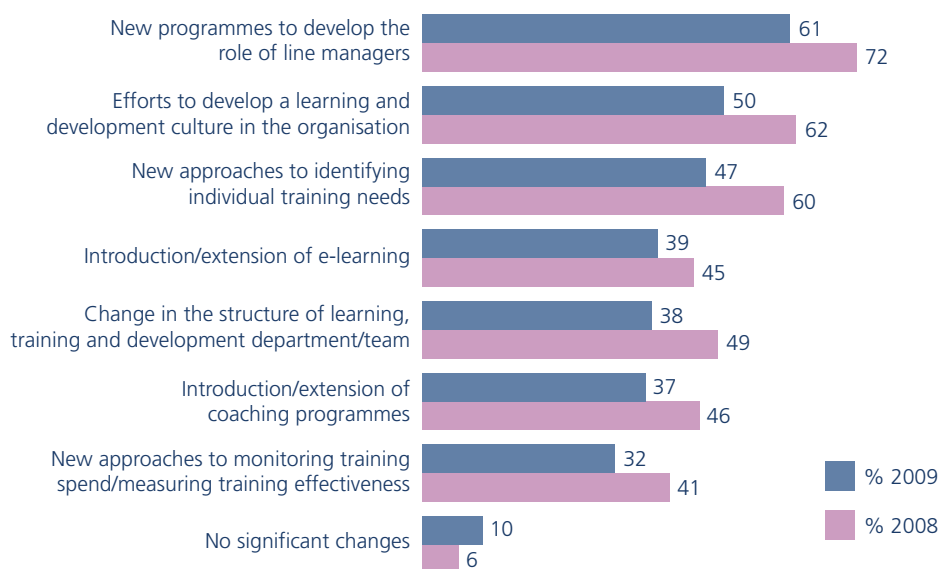 New programmes to develop the
role of line managers
61
72
Efforts to develop a learning and
development culture in the organisation
50
62
New approaches to identifying
individual training needs
47
60
Introduction/extension of e-learning
39
45
Change in the structure of learning,
training and development department/team
38
49
Introduction/extension of
coaching programmes
37
46
New approaches to monitoring training
spend/measuring training effectiveness
32
41
No significant changes
10
6
% 2009
% 2008